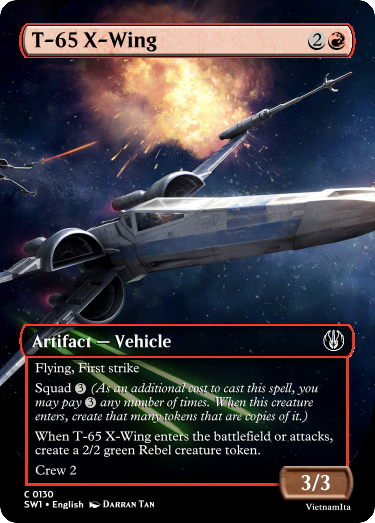 T-65 X-Wing 2
Artifact — Vehicle
Flying, First strike
Squad 3 (As an additional cost to cast this spell, you
may pay 3 any number of times. When this creature
enters, create that many tokens that are copies of it.)
When T-65 X-Wing enters the battlefield or attacks,
create a 2/2 green Rebel creature token.
Crew 2
3/3
C 0130
SW1 • English Darran Tan
VietnamIta